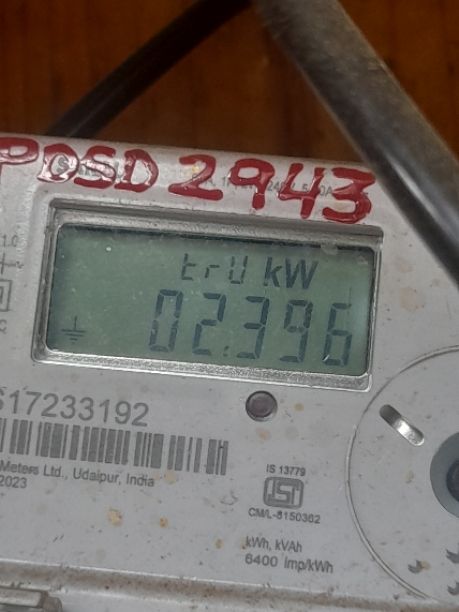 PDSD 2943
trU kW
02.396
S17233192
Meters Ltd., Udaipur, India
2023
IS 13779
CM/L-8150362
kWh, kVAh
6400 imp/kWh